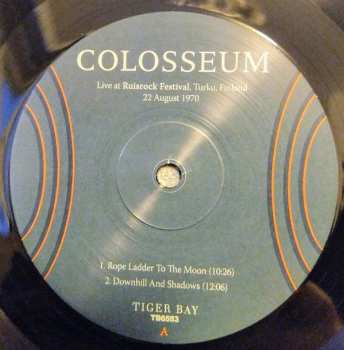 COLOSSEUM
Live at Ruisrock Festival, Turku, Finland
22 August 1970
1. Rope Ladder To The Moon (10:26)
2. Downhill And Shadows (12:06)
TIGER BAY
TB6583
A